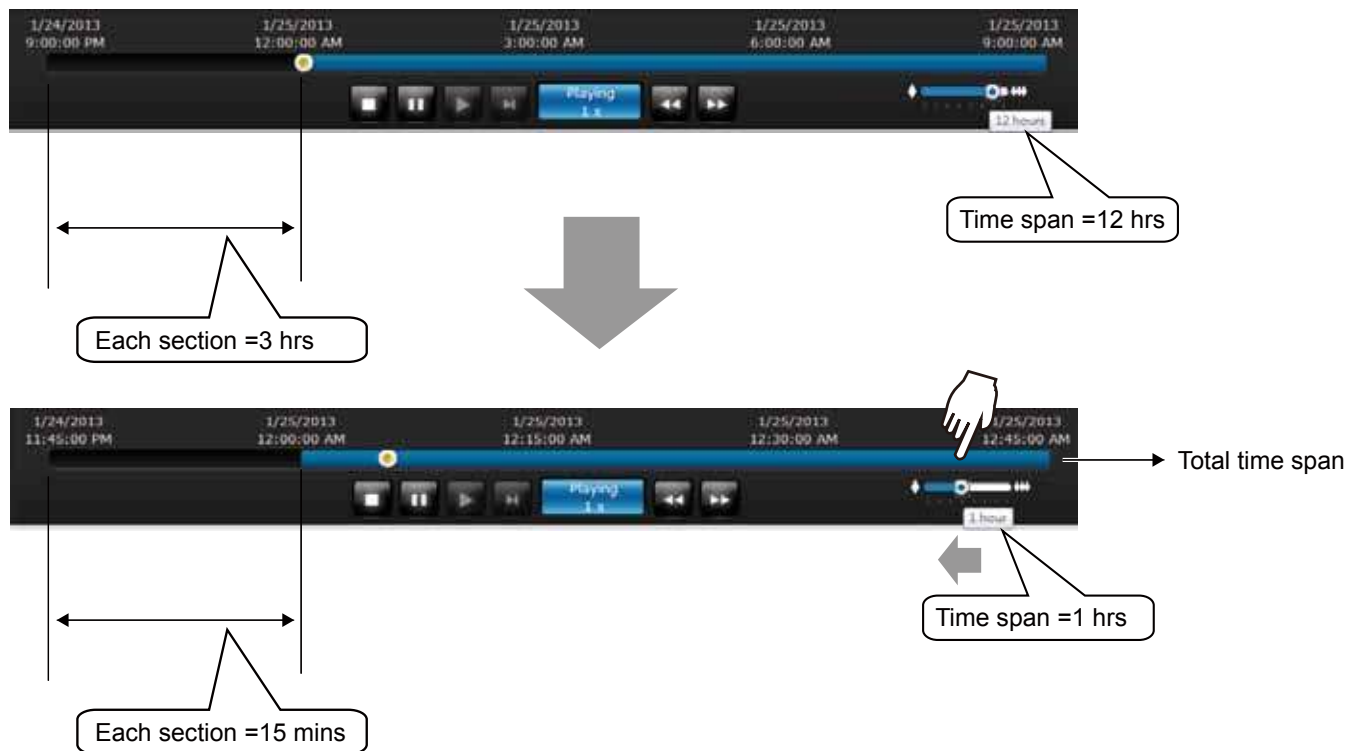 1/24/2013 1/25/2013 1/25/2013 1/25/2013 1/25/2013
9:00:00 PM 12:00:00 AM 3:00:00 AM 6:00:00 AM 9:00:00 AM
Playing
1 x
12 hours
Time span =12 hrs
Each section =3 hrs
1/24/2013 1/25/2013 1/25/2013 1/25/2013 1/25/2013
11:45:00 PM 12:00:00 AM 12:15:00 AM 12:30:00 AM 12:45:00 AM
Total time span
Playing
1 x
1 hour
Time span =1 hrs
Each section =15 mins